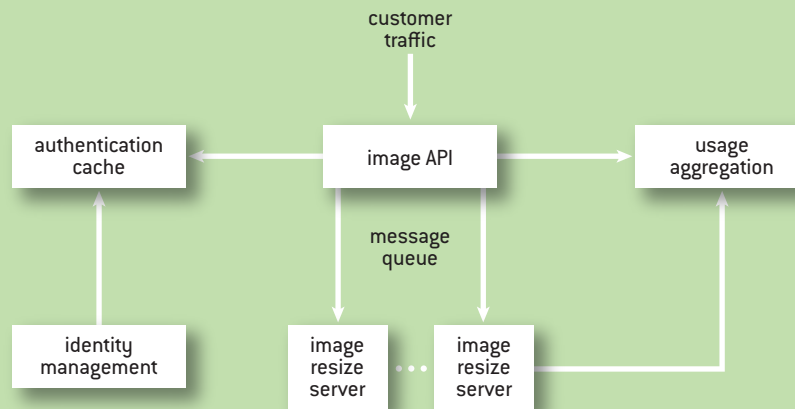 customer
traffic
authentication
cache
image API
usage
aggregation
message
queue
identity
management
image
resize
server
image
resize
server